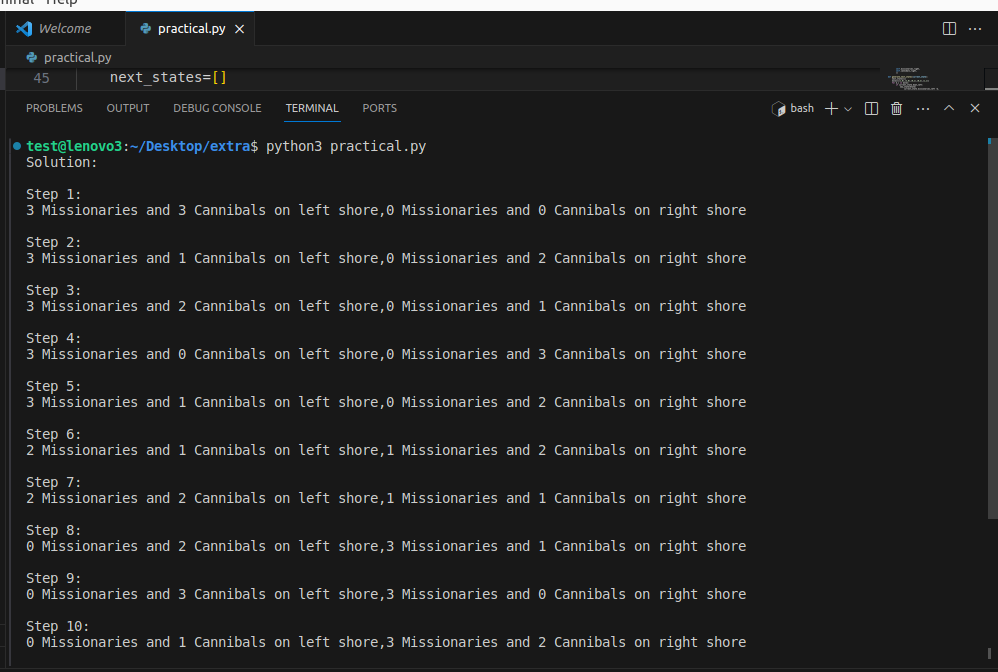 Help
Welcome
practical.py
practical.py
45 next_states=[]
PROBLEMS OUTPUT DEBUG CONSOLE TERMINAL PORTS
bash
test@lenovo3:~/Desktop/extra$ python3 practical.py
Solution:
Step 1:
3 Missionaries and 3 Cannibals on left shore,0 Missionaries and 0 Cannibals on right shore
Step 2:
3 Missionaries and 1 Cannibals on left shore,0 Missionaries and 2 Cannibals on right shore
Step 3:
3 Missionaries and 2 Cannibals on left shore,0 Missionaries and 1 Cannibals on right shore
Step 4:
3 Missionaries and 0 Cannibals on left shore,0 Missionaries and 3 Cannibals on right shore
Step 5:
3 Missionaries and 1 Cannibals on left shore,0 Missionaries and 2 Cannibals on right shore
Step 6:
2 Missionaries and 1 Cannibals on left shore,1 Missionaries and 2 Cannibals on right shore
Step 7:
2 Missionaries and 2 Cannibals on left shore,1 Missionaries and 1 Cannibals on right shore
Step 8:
0 Missionaries and 2 Cannibals on left shore,3 Missionaries and 1 Cannibals on right shore
Step 9:
0 Missionaries and 3 Cannibals on left shore,3 Missionaries and 0 Cannibals on right shore
Step 10:
0 Missionaries and 1 Cannibals on left shore,3 Missionaries and 2 Cannibals on right shore